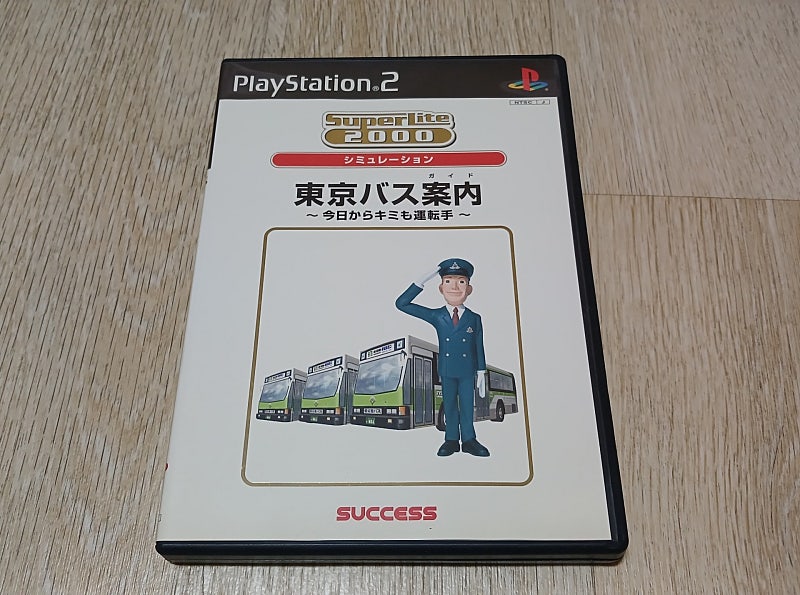 PlayStation®2
NTSC J
SuperLite
2000
シミュレーション
ガイド
東京バス案内
～ 今日からキミも運転手 ～
SUCCESS